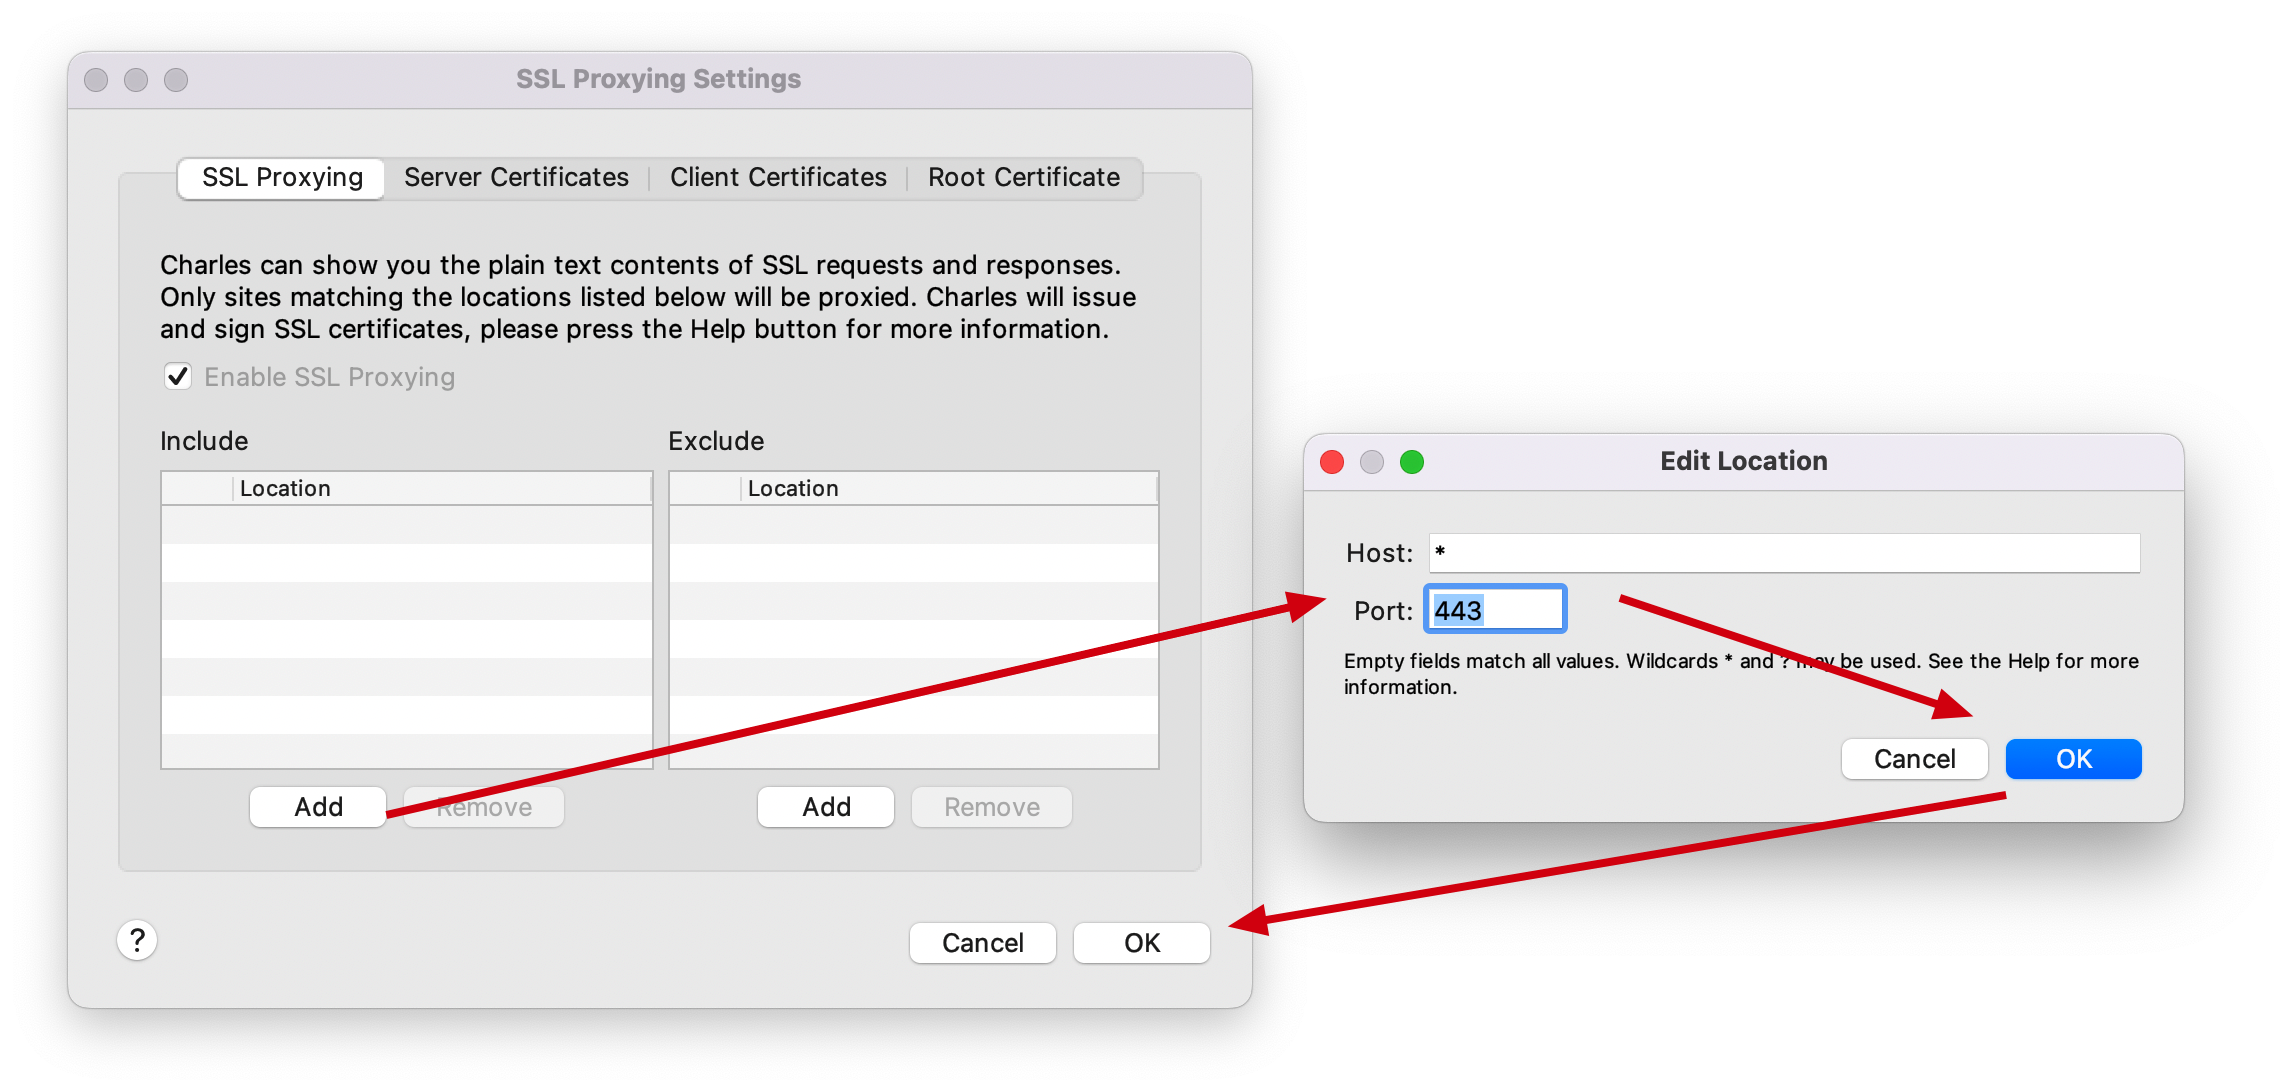 SSL Proxying Settings
SSL Proxying
Server Certificates
Client Certificates
Root Certificate
Charles can show you the plain text contents of SSL requests and responses.
Only sites matching the locations listed below will be proxied. Charles will issue
and sign SSL certificates, please press the Help button for more information.
Enable SSL Proxying
Include
Exclude
Location
Location
Add
Remove
Add
Remove
?
Cancel
OK
Edit Location
Host: *
Port: 443
Empty fields match all values. Wildcards * and ? may be used. See the Help for more
information.
Cancel
OK